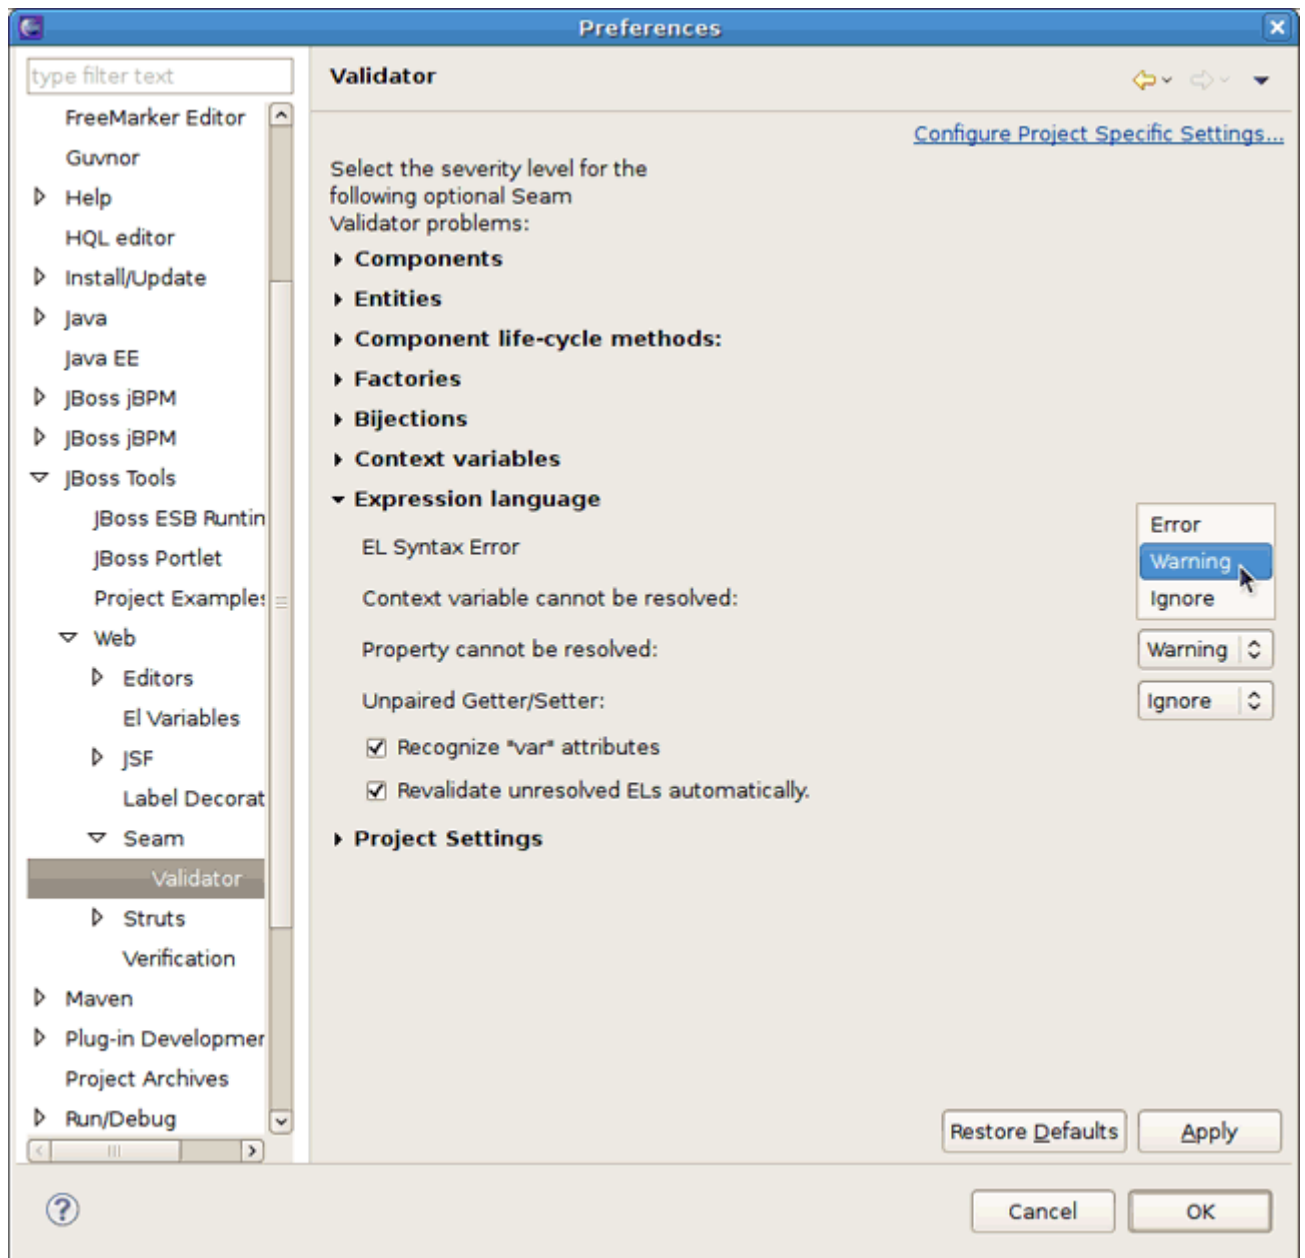 Preferences
type filter text
FreeMarker Editor
Guvnor
Help
HQL editor
Install/Update
Java
Java EE
JBoss jBPM
JBoss jBPM
JBoss Tools
JBoss ESB Runtin
JBoss Portlet
Project Examples
Web
Editors
El Variables
JSF
Label Decorat
Seam
Validator
Struts
Verification
Maven
Plug-in Developmer
Project Archives
Run/Debug
Validator
Configure Project Specific Settings...
Select the severity level for the
following optional Seam
Validator problems:
Components
Entities
Component life-cycle methods:
Factories
Bijections
Context variables
Expression language
EL Syntax Error
Error
Warning
Context variable cannot be resolved:
Ignore
Property cannot be resolved: Warning
Unpaired Getter/Setter: Ignore
Recognize "var" attributes
Revalidate unresolved ELs automatically.
Project Settings
Restore Defaults Apply
? Cancel OK